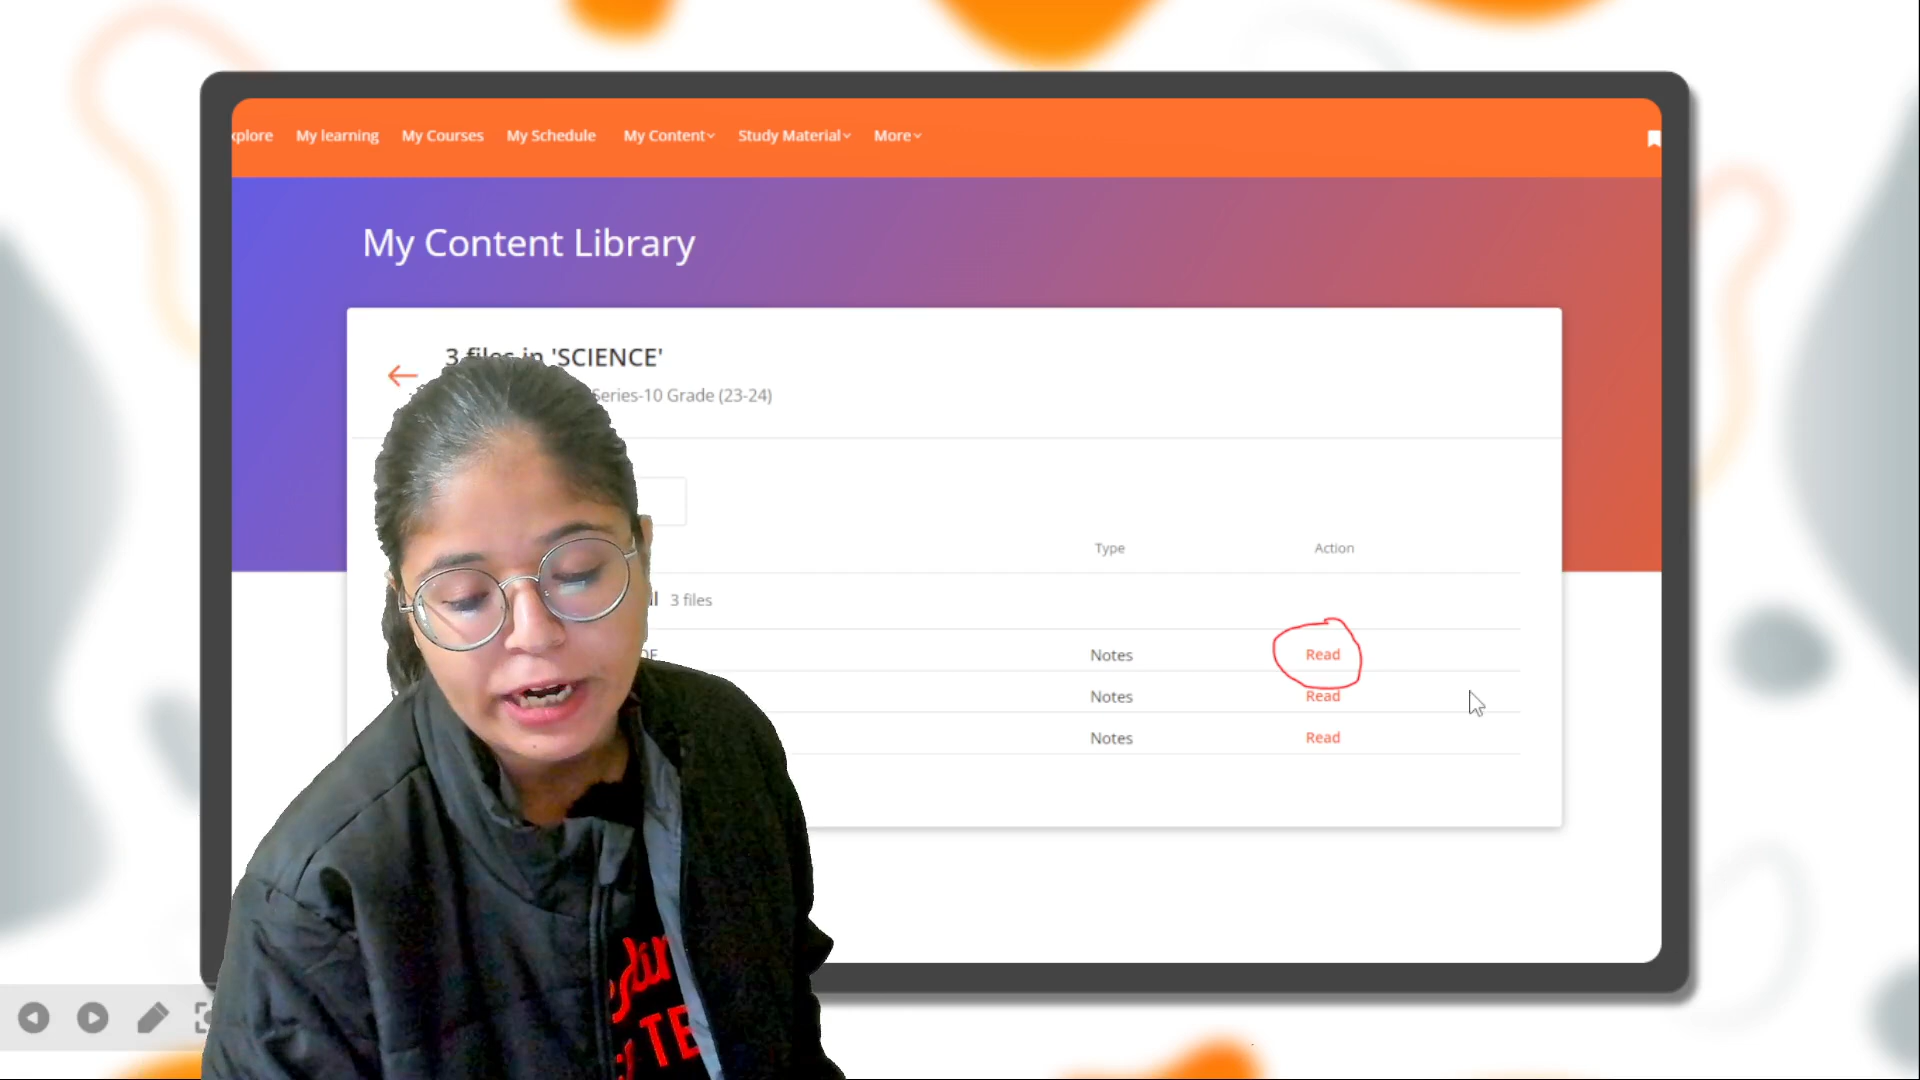 My learning My Courses My Schedule My Content Study Material More
My Content Library
3 files in 'SCIENCE'
Series-10 Grade (23-24)
Type Action
3 files
Notes Read
Notes Read
Notes Read